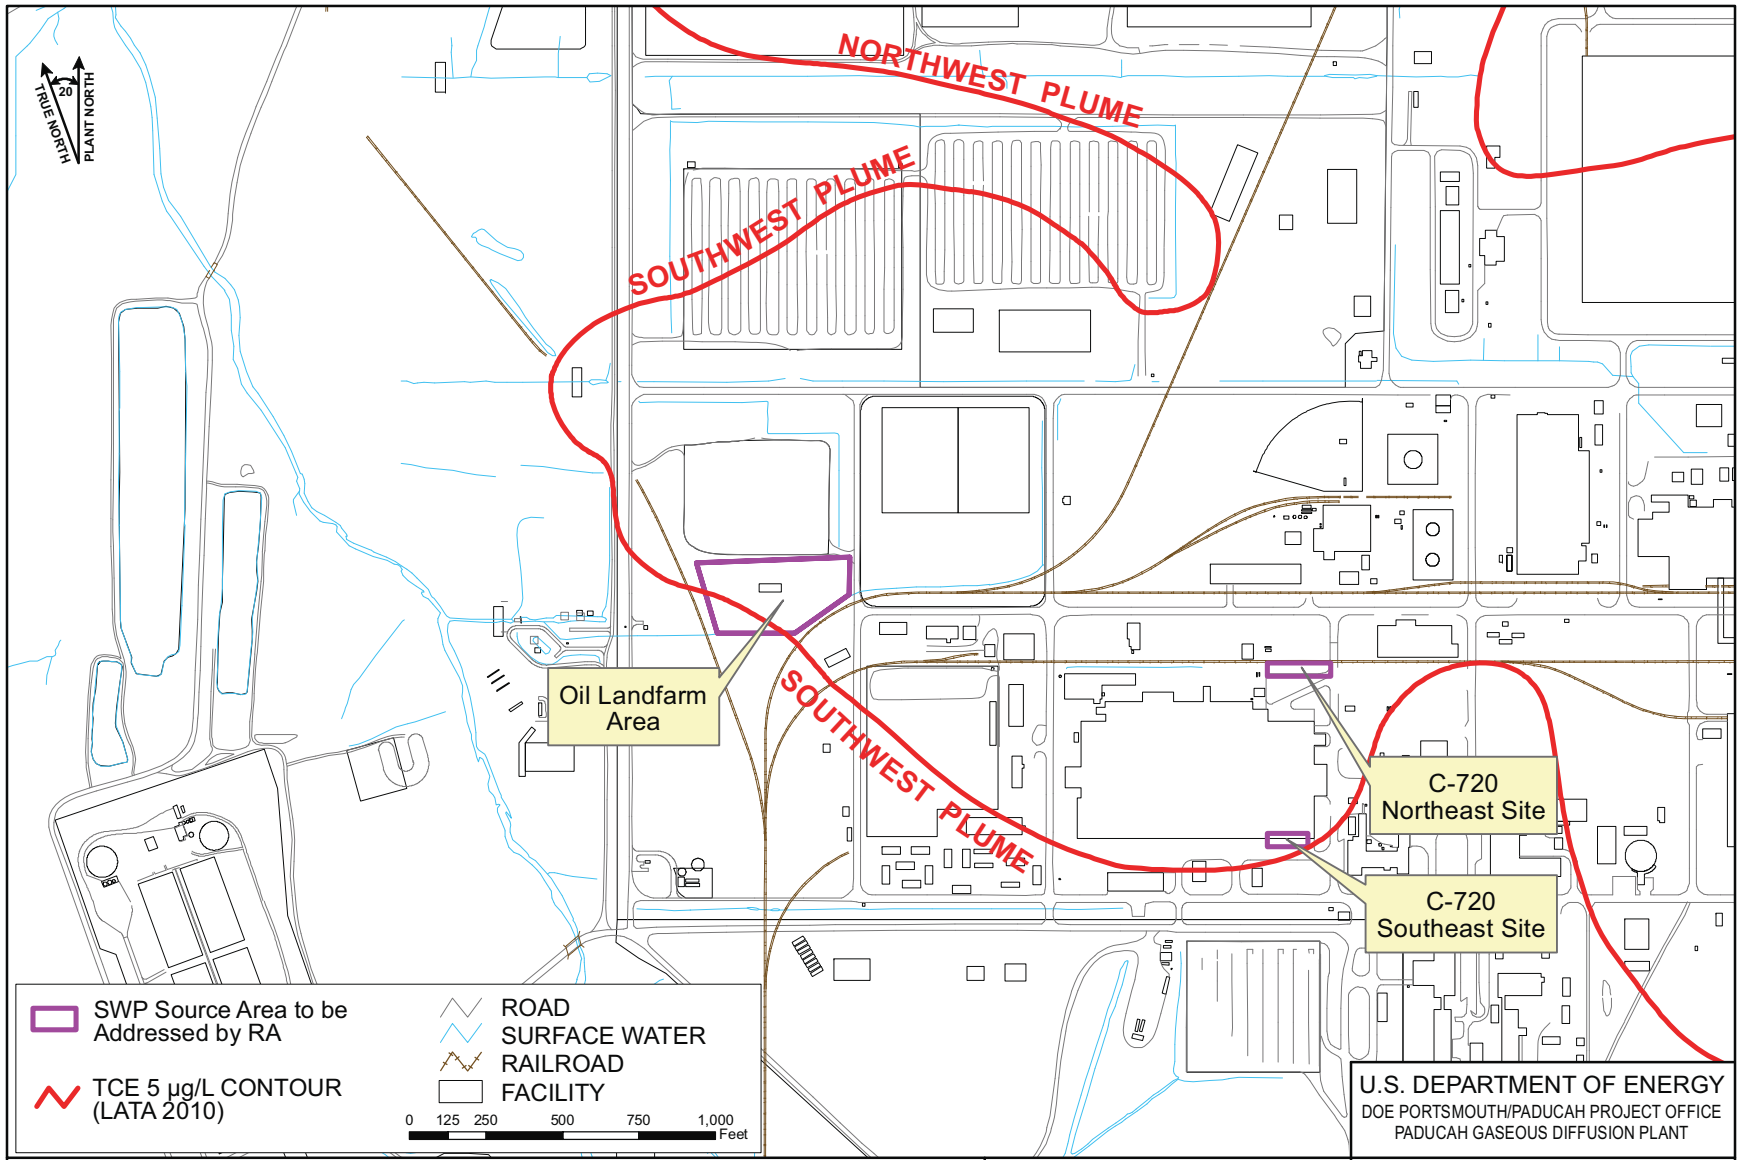 TRUE NORTH
20
PLANT NORTH
NORTHWEST PLUME
SOUTHWEST PLUME
Oil Landfarm
Area
SOUTHWEST PLUME
C-720
Northeast Site
C-720
Southeast Site
SWP Source Area to be
Addressed by RA
TCE 5 µg/L CONTOUR
(LATA 2010)
ROAD
SURFACE WATER
RAILROAD
FACILITY
0 125 250 500 750 1,000
Feet
U.S. DEPARTMENT OF ENERGY
DOE PORTSMOUTH/PADUCAH PROJECT OFFICE
PADUCAH GASEOUS DIFFUSION PLANT